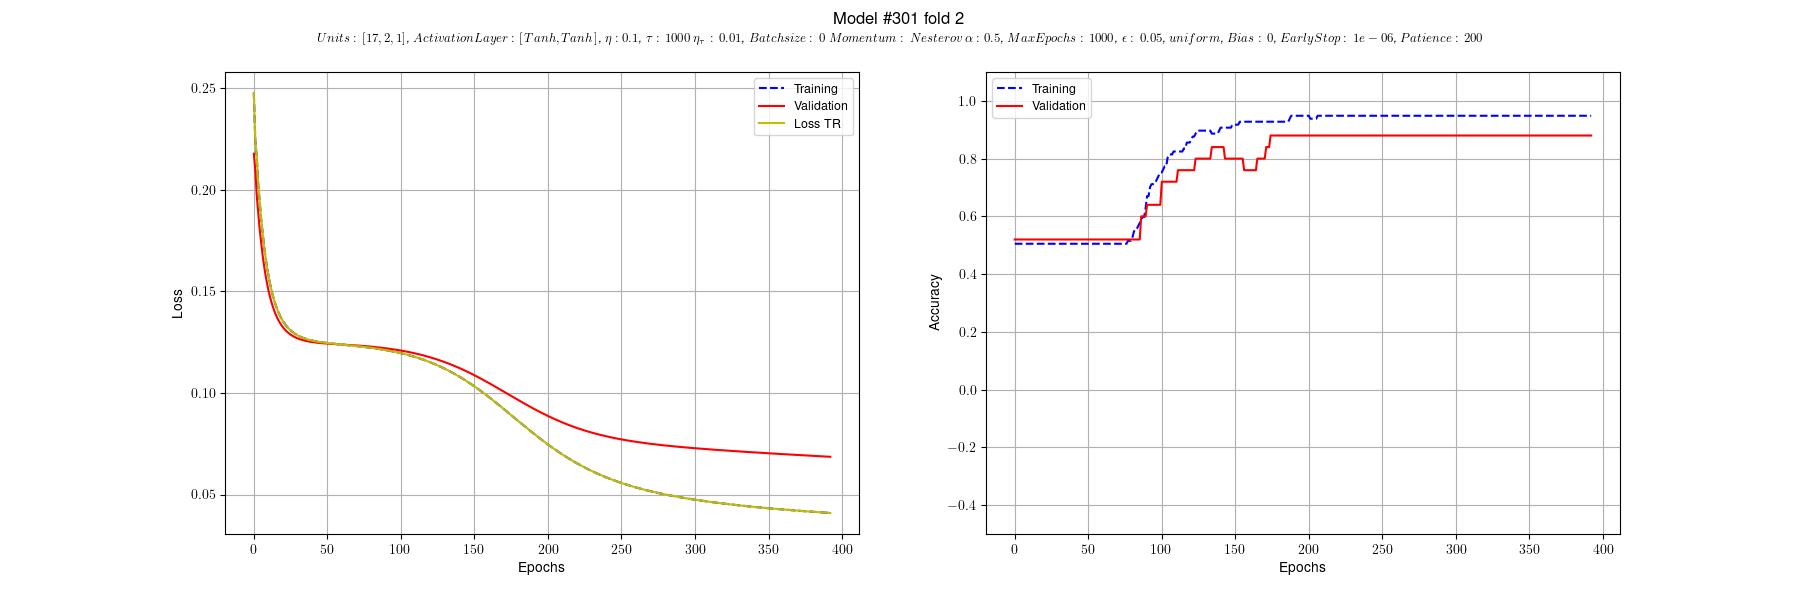 Model #301 fold 2
Units : [17, 2, 1], ActivationLayer : [Tanh, Tanh], η : 0.1, τ : 1000 ητ : 0.01, Batchsize : 0 Momentum : Nesterov α : 0.5, MaxEpochs : 1000, ϵ : 0.05, uniform, Bias : 0, EarlyStop : 1e − 06, Patience : 200
Training
Validation
Loss TR
0.25
0.20
0.15
0.10
0.05
Loss
0 50 100 150 200 250 300 350 400
Epochs
Training
Validation
1.0
0.8
0.6
0.4
0.2
0.0
−0.2
−0.4
Accuracy
0 50 100 150 200 250 300 350 400
Epochs